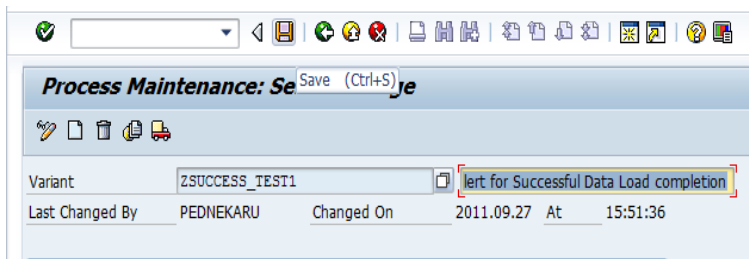 Process Maintenance: Se
Save (Ctrl+S)
ge
Variant ZSUCCESS_TEST1 lert for Successful Data Load completion
Last Changed By PEDNEKARU Changed On 2011.09.27 At 15:51:36